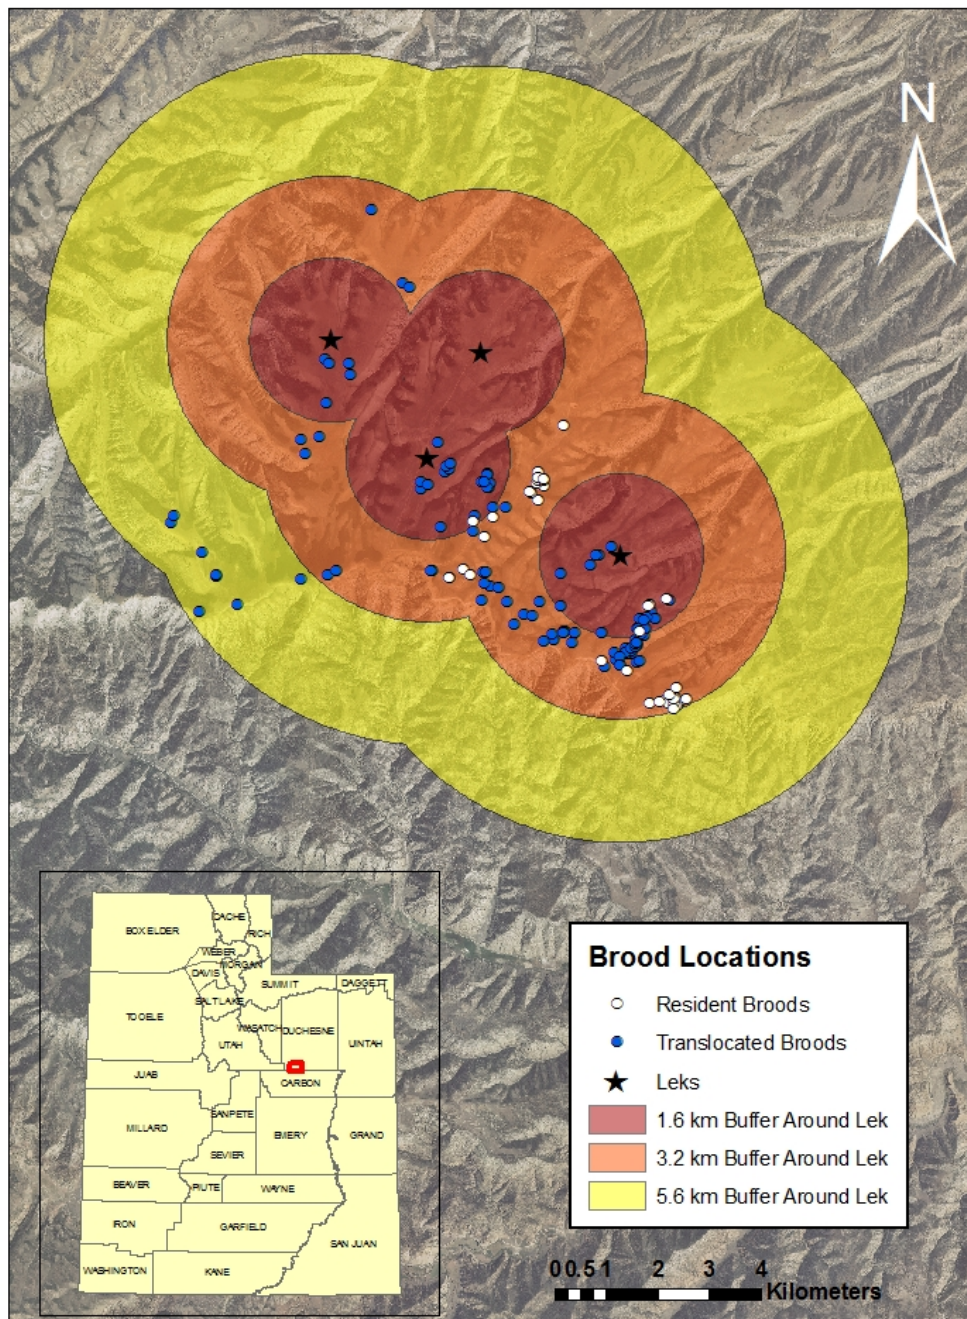 N
BOX ELDER
CACHE
RICH
WEBER
MORGAN
DAVIS
SUMMIT
DAGGETT
SALT LAKE
TOOELE
WASATCH
DUCHESNE
UTAH
UINTAH
JUAB
CARBON
SANPETE
MILLARD
EMERY
GRAND
SEVIER
BEAVER
PIUTE
WAYNE
IRON
GARFIELD
SAN JUAN
WASHINGTON
KANE
Brood Locations
Resident Broods
Translocated Broods
Leks
1.6 km Buffer Around Lek
3.2 km Buffer Around Lek
5.6 km Buffer Around Lek
0 0.5 1 2 3 4
Kilometers